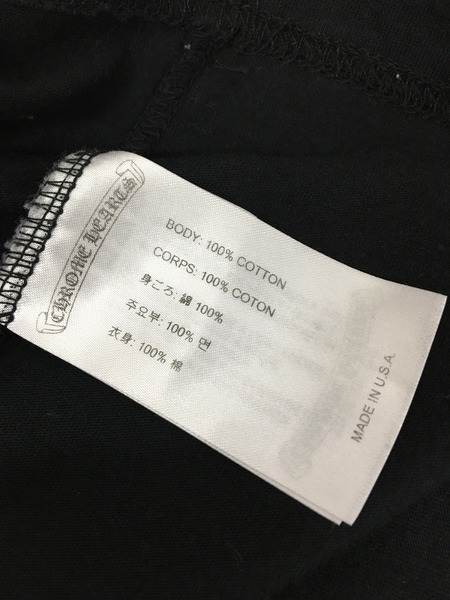 CHROME HEARTS
BODY: 100% COTTON
CORPS: 100% COTON
身ごろ: 綿 100%
주요부: 100% 면
衣身: 100% 棉
MADE IN U.S.A.